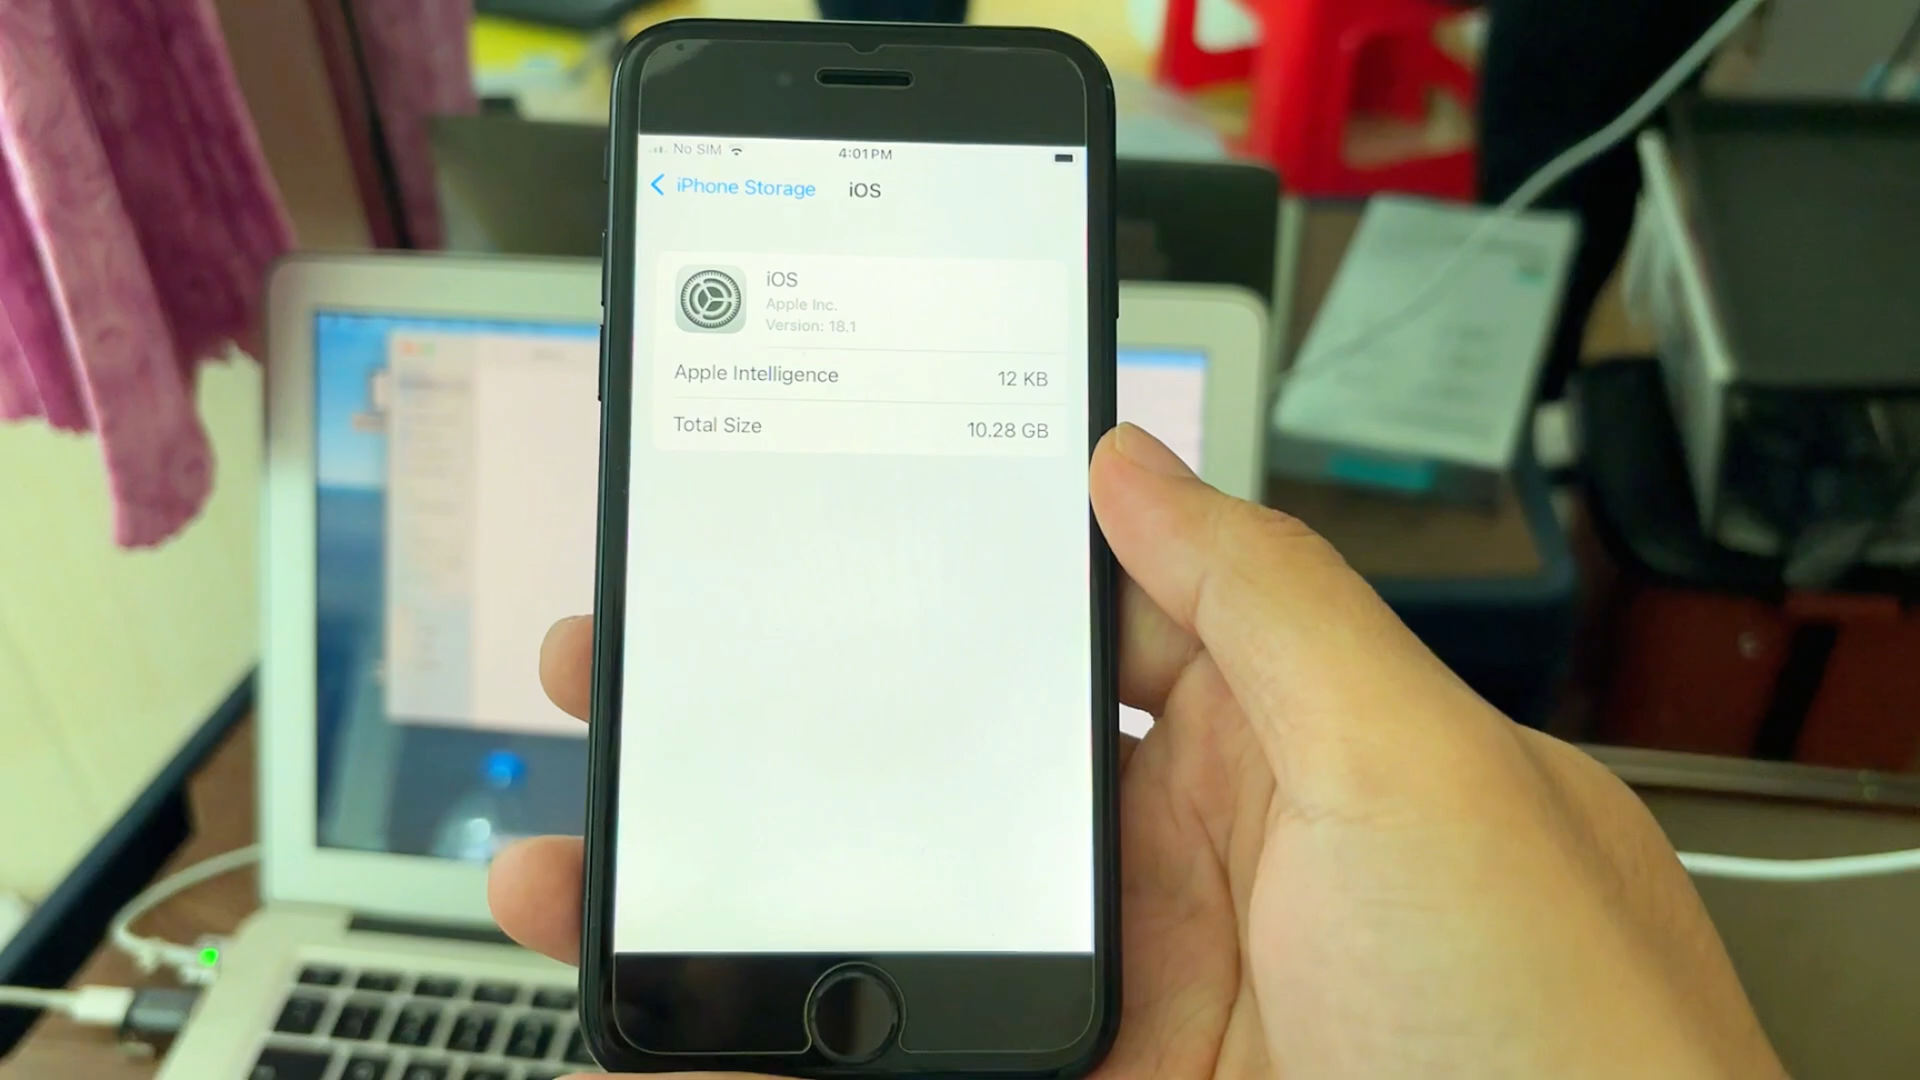 No SIM 4:01 PM
iPhone Storage iOS
iOS
Apple Inc.
Version: 18.1
Apple Intelligence 12 KB
Total Size 10.28 GB